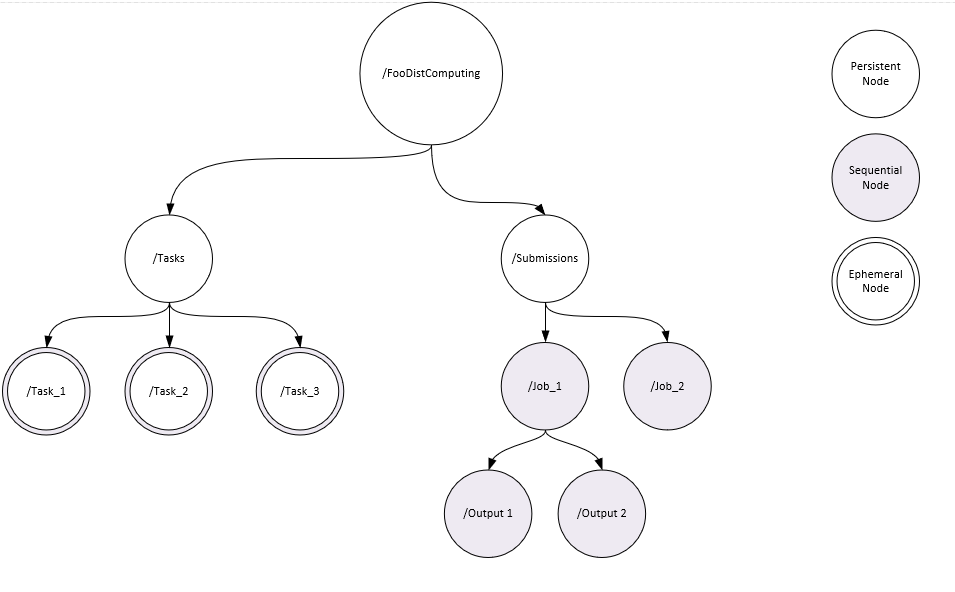 /FooDistComputing
Persistent
Node
Sequential
Node
/Tasks
/Submissions
Ephemeral
Node
/Task_1
/Task_2
/Task_3
/Job_1
/Job_2
/Output 1
/Output 2